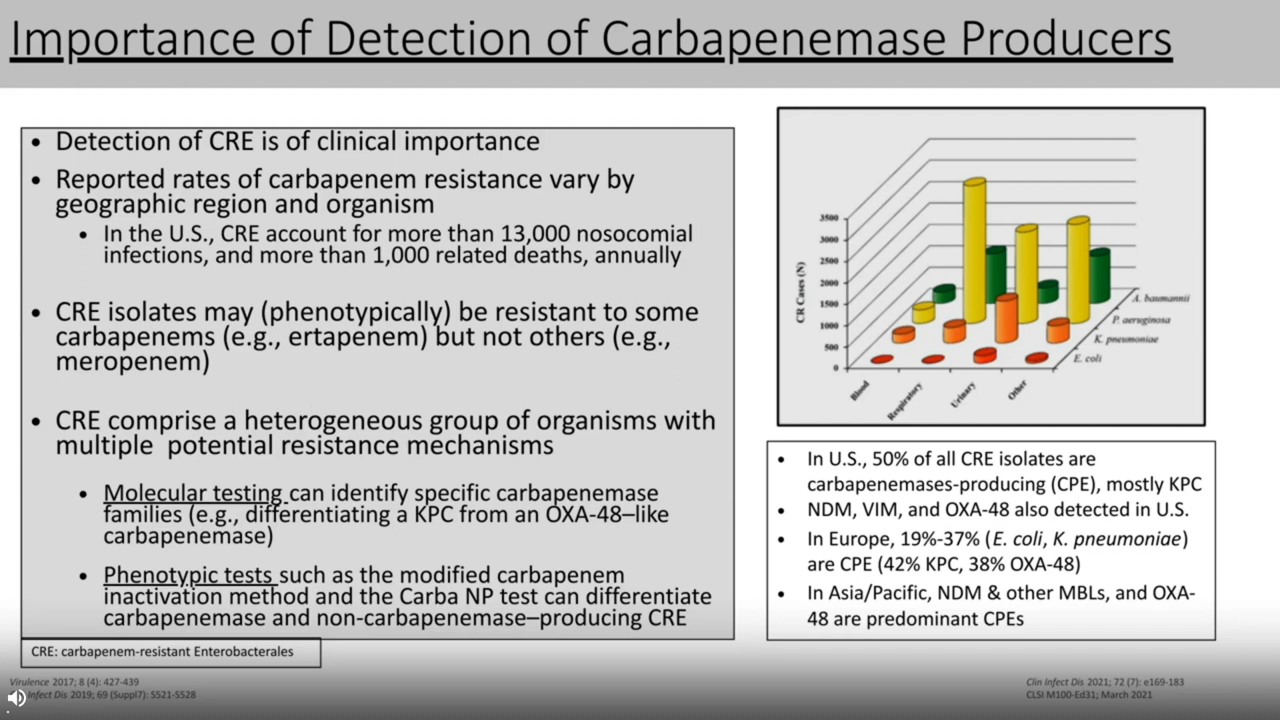 Importance of Detection of Carbapenemase Producers
• Detection of CRE is of clinical importance
• Reported rates of carbapenem resistance vary by
geographic region and organism
• In the U.S., CRE account for more than 13,000 nosocomial
infections, and more than 1,000 related deaths, annually
• CRE isolates may (phenotypically) be resistant to some
carbapenems (e.g., ertapenem) but not others (e.g.,
meropenem)
• CRE comprise a heterogeneous group of organisms with
multiple potential resistance mechanisms
• Molecular testing can identify specific carbapenemase
families (e.g., differentiating a KPC from an OXA-48–like
carbapenemase)
• Phenotypic tests such as the modified carbapenem
inactivation method and the Carba NP test can differentiate
carbapenemase and non-carbapenemase–producing CRE
CRE: carbapenem-resistant Enterobacterales
Virulence 2017; 8 (4): 427-439
Infect Dis 2019; 69 (Suppl7): S521-S528
CR Cases (N)
3500
3000
2500
2000
1500
1000
500
0
Blood
Respiratory
Urinary
Other
A. baumannii
P. aeruginosa
K. pneumoniae
E. coli
• In U.S., 50% of all CRE isolates are
carbapenemases-producing (CPE), mostly KPC
• NDM, VIM, and OXA-48 also detected in U.S.
• In Europe, 19%-37% (E. coli, K. pneumoniae)
are CPE (42% KPC, 38% OXA-48)
• In Asia/Pacific, NDM & other MBLs, and OXA-
48 are predominant CPEs
Clin Infect Dis 2021; 72 (7): e169-183
CLSI M100-Ed31; March 2021